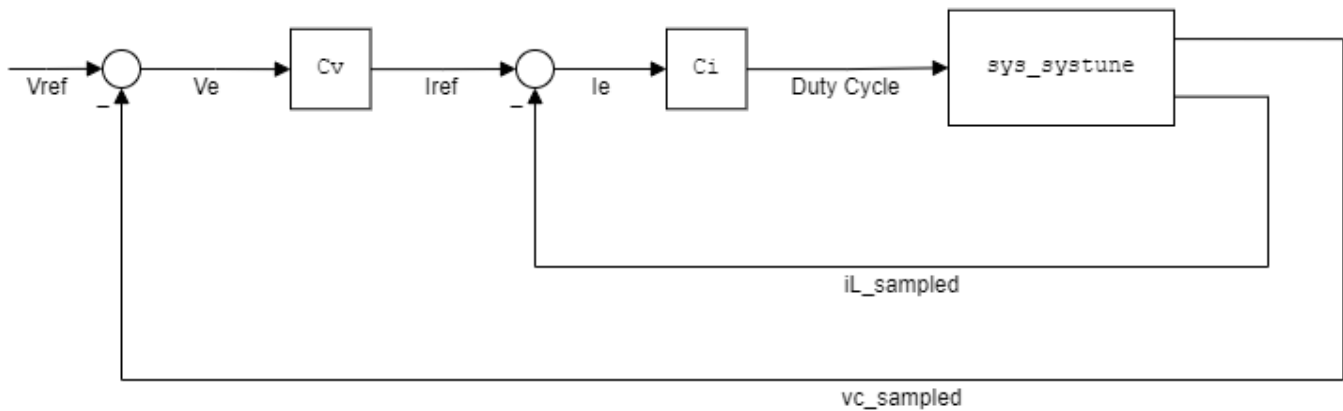 Cv
Ci
sys_systune
Vref
Ve
Iref
Ie
Duty Cycle
–
–
iL_sampled
vc_sampled